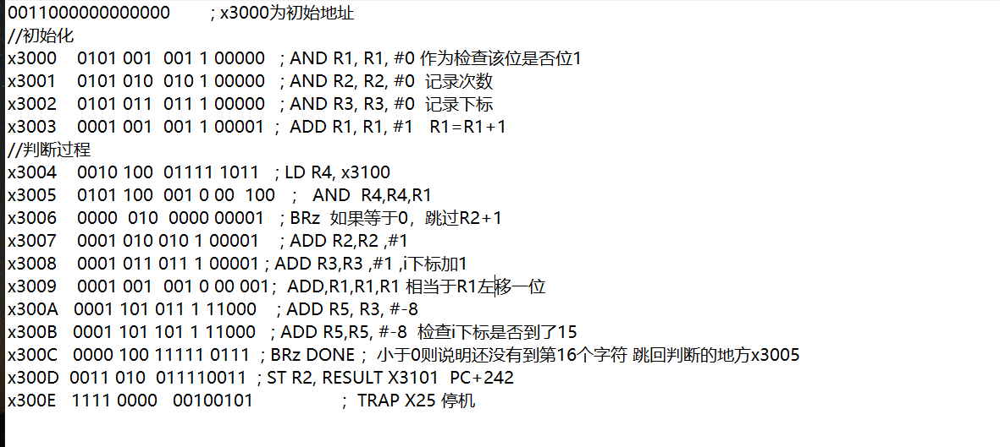 0011000000000000 ; x3000为初始地址
//初始化
x3000 0101 001 001 1 00000 ; AND R1, R1, #0 作为检查该位是否位1
x3001 0101 010 010 1 00000 ; AND R2, R2, #0 记录次数
x3002 0101 011 011 1 00000 ; AND R3, R3, #0 记录下标
x3003 0001 001 001 1 00001 ; ADD R1, R1, #1 R1=R1+1
//判断过程
x3004 0010 100 01111 1011 ; LD R4, x3100
x3005 0101 100 001 0 00 100 ; AND R4,R4,R1
x3006 0000 010 0000 00001 ; BRz 如果等于0，跳过R2+1
x3007 0001 010 010 1 00001 ; ADD R2,R2 ,#1
x3008 0001 011 011 1 00001 ; ADD R3,R3 ,#1 ,i下标加1
x3009 0001 001 001 0 00 001 ; ADD,R1,R1,R1 相当于R1左移一位
x300A 0001 101 011 1 11000 ; ADD R5, R3, #-8
x300B 0001 101 101 1 11000 ; ADD R5,R5, #-8 检查i下标是否到了15
x300C 0000 100 11111 0111 ; BRz DONE ; 小于0则说明还没有到第16个字符 跳回判断的地方x3005
x300D 0011 010 011110011 ; ST R2, RESULT X3101 PC+242
x300E 1111 0000 00100101 ; TRAP X25 停机